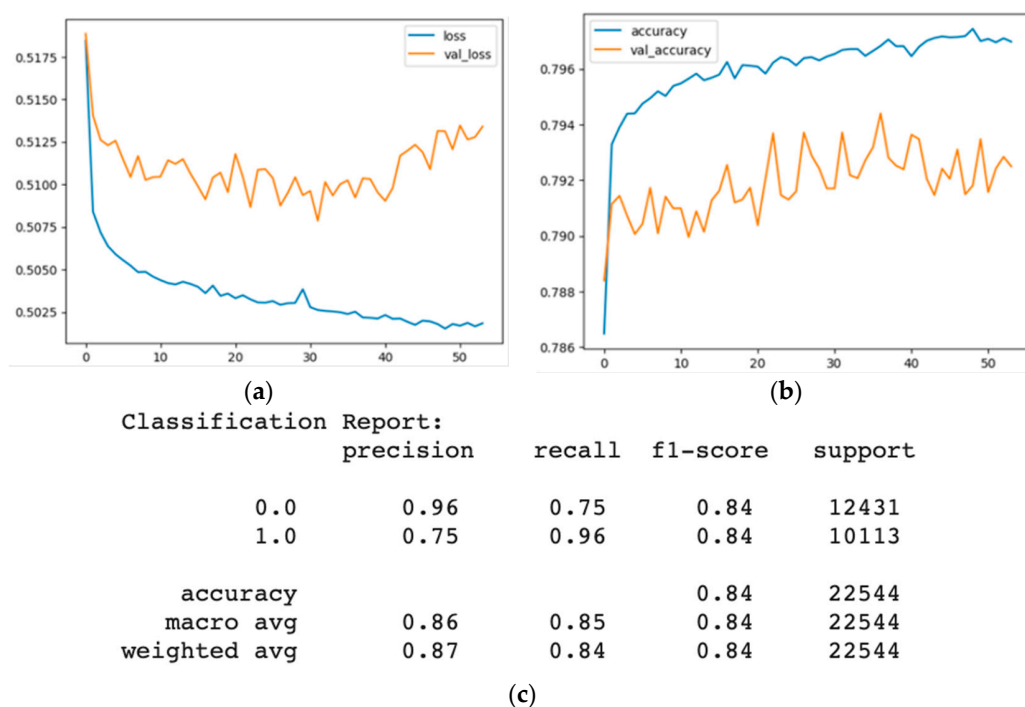 loss
val_loss
0.5175
0.5150
0.5125
0.5100
0.5075
0.5050
0.5025
0 10 20 30 40 50
(a)
accuracy
val_accuracy
0.796
0.794
0.792
0.790
0.788
0.786
0 10 20 30 40 50
(b)
Classification Report:
precision recall f1-score support
0.0 0.96 0.75 0.84 12431
1.0 0.75 0.96 0.84 10113
accuracy 0.84 22544
macro avg 0.86 0.85 0.84 22544
weighted avg 0.87 0.84 0.84 22544
(c)